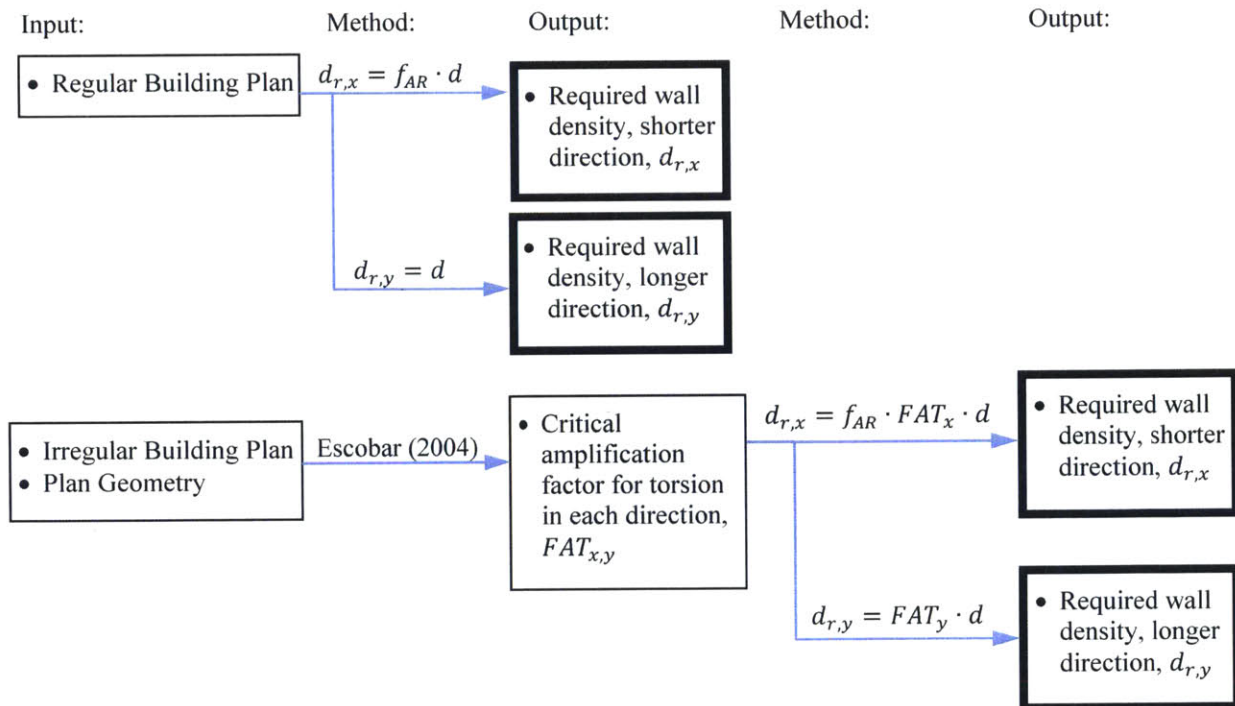 Input:
Method:
Output:
Method:
Output:
• Regular Building Plan
d_{r,x} = f_{AR} · d
• Required wall
density, shorter
direction, d_{r,x}
d_{r,y} = d
• Required wall
density, longer
direction, d_{r,y}
• Irregular Building Plan
• Plan Geometry
Escobar (2004)
• Critical
amplification
factor for torsion
in each direction,
FAT_{x,y}
d_{r,x} = f_{AR} · FAT_x · d
• Required wall
density, shorter
direction, d_{r,x}
d_{r,y} = FAT_y · d
• Required wall
density, longer
direction, d_{r,y}